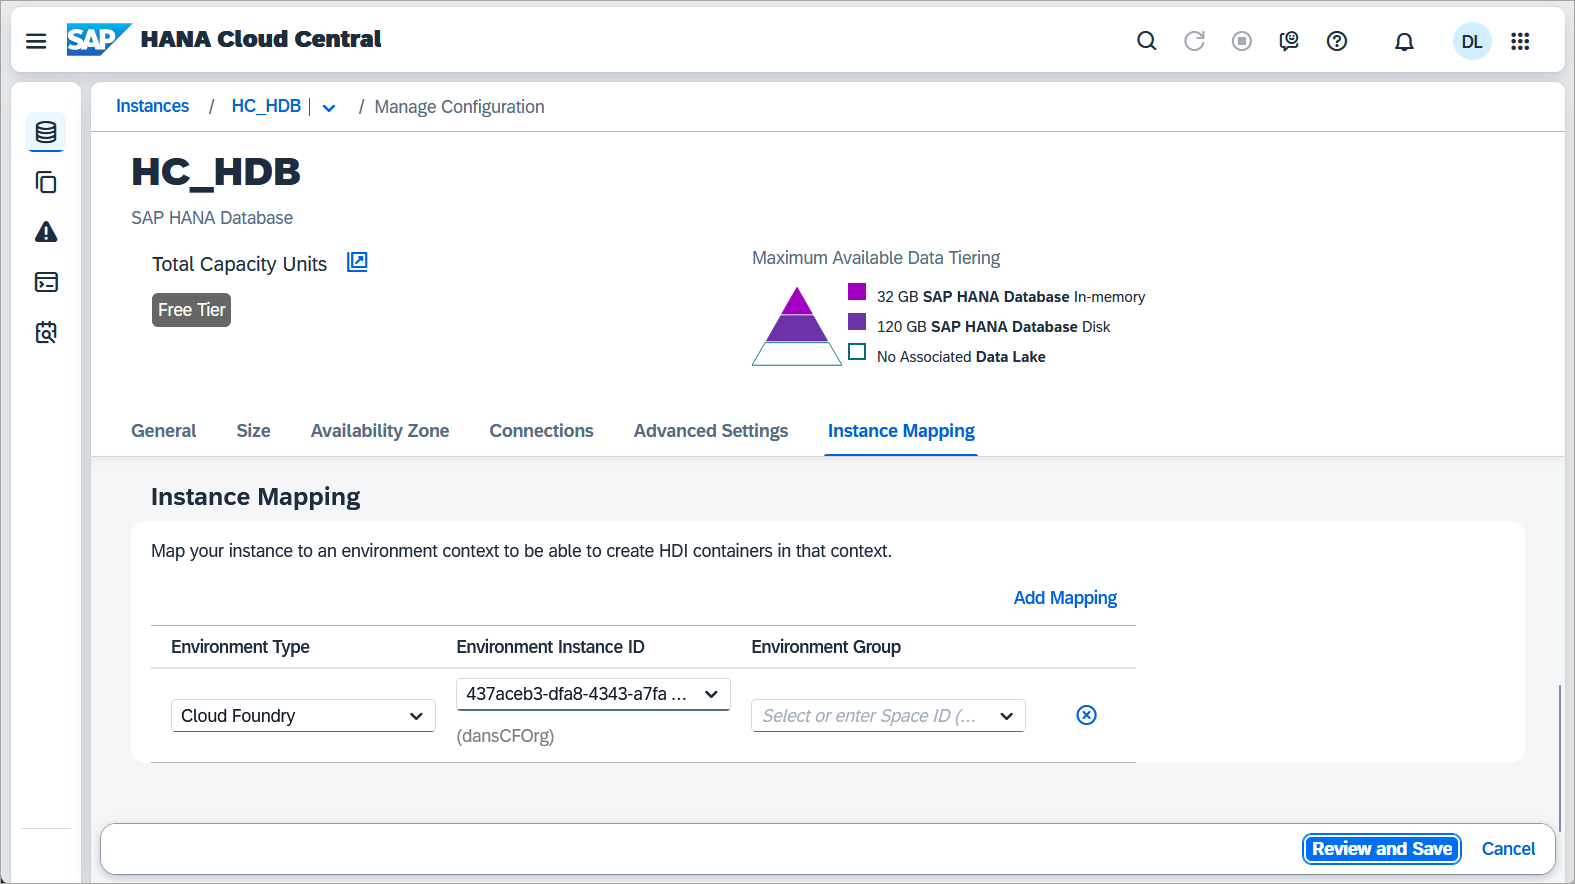 SAP HANA Cloud Central
DL
Instances / HC_HDB | / Manage Configuration
HC_HDB
SAP HANA Database
Total Capacity Units
Free Tier
Maximum Available Data Tiering
32 GB SAP HANA Database In-memory
120 GB SAP HANA Database Disk
No Associated Data Lake
General Size Availability Zone Connections Advanced Settings Instance Mapping
Instance Mapping
Map your instance to an environment context to be able to create HDI containers in that context.
Add Mapping
Environment Type Environment Instance ID Environment Group
Cloud Foundry 437aceb3-dfa8-4343-a7fa ... Select or enter Space ID (...
(dansCFOrg)
Review and Save Cancel